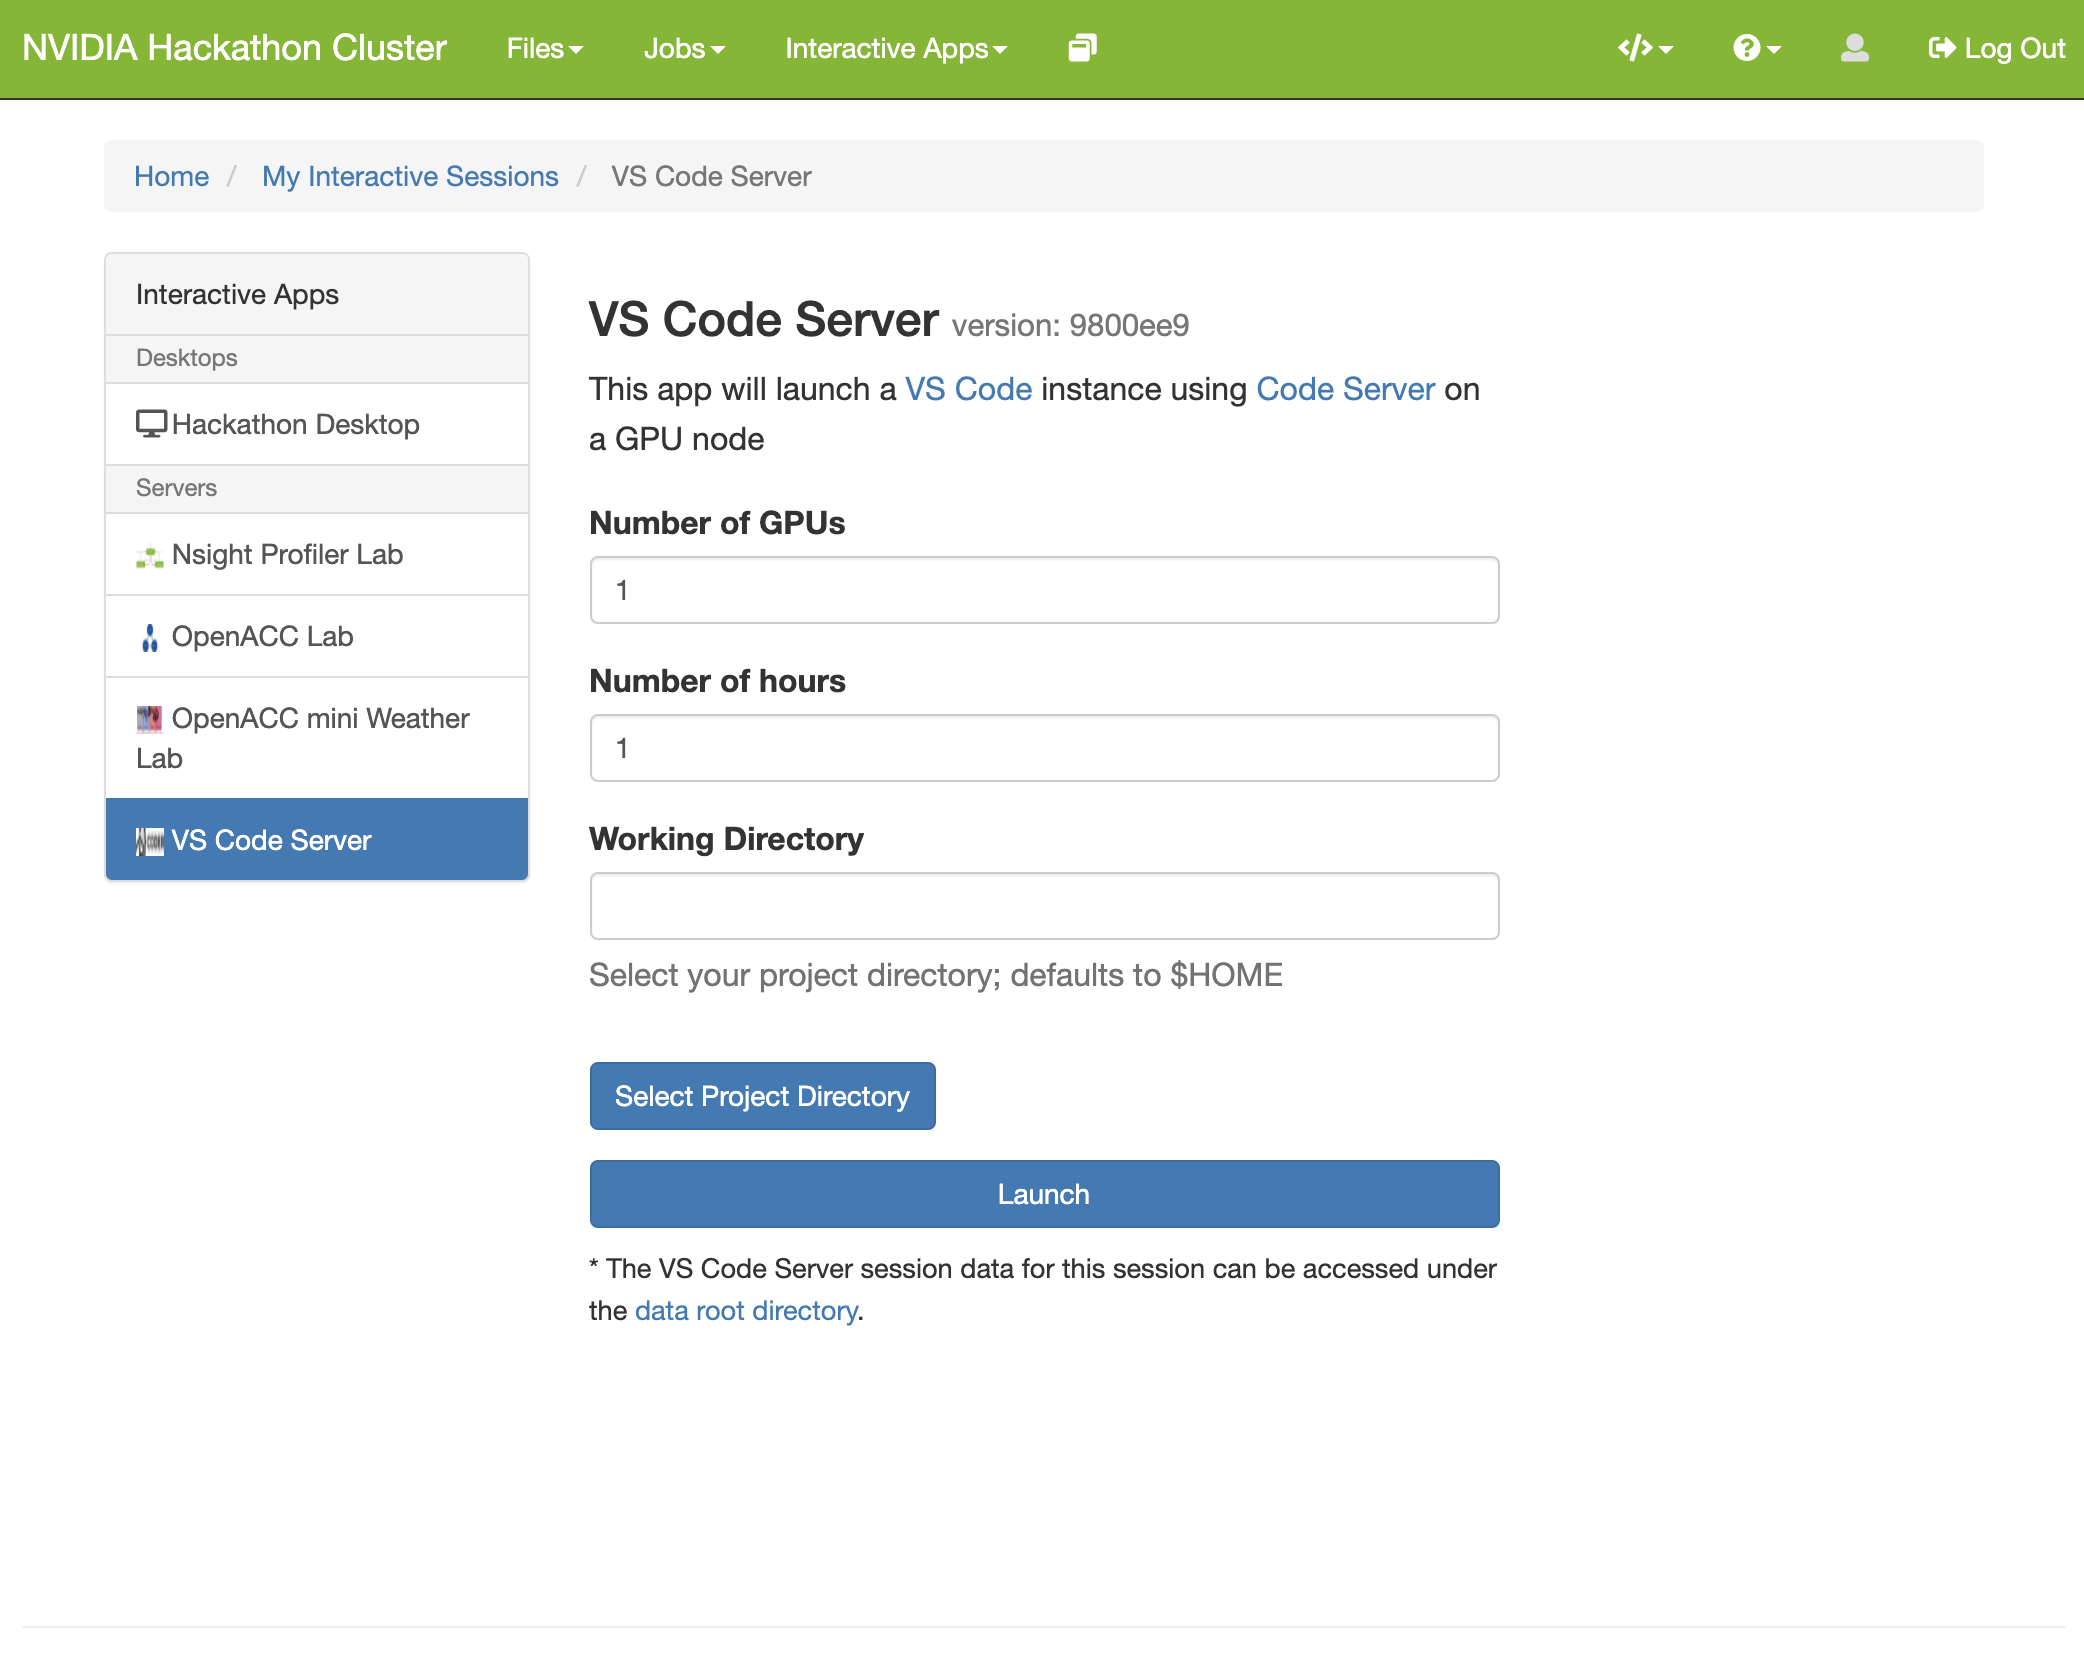 NVIDIA Hackathon Cluster Files Jobs Interactive Apps Log Out
Home / My Interactive Sessions / VS Code Server
Interactive Apps
Desktops
Hackathon Desktop
Servers
Nsight Profiler Lab
OpenACC Lab
OpenACC mini Weather
Lab
VS Code Server
VS Code Server version: 9800ee9
This app will launch a VS Code instance using Code Server on
a GPU node
Number of GPUs
1
Number of hours
1
Working Directory
Select your project directory; defaults to $HOME
Select Project Directory
Launch
* The VS Code Server session data for this session can be accessed under
the data root directory.